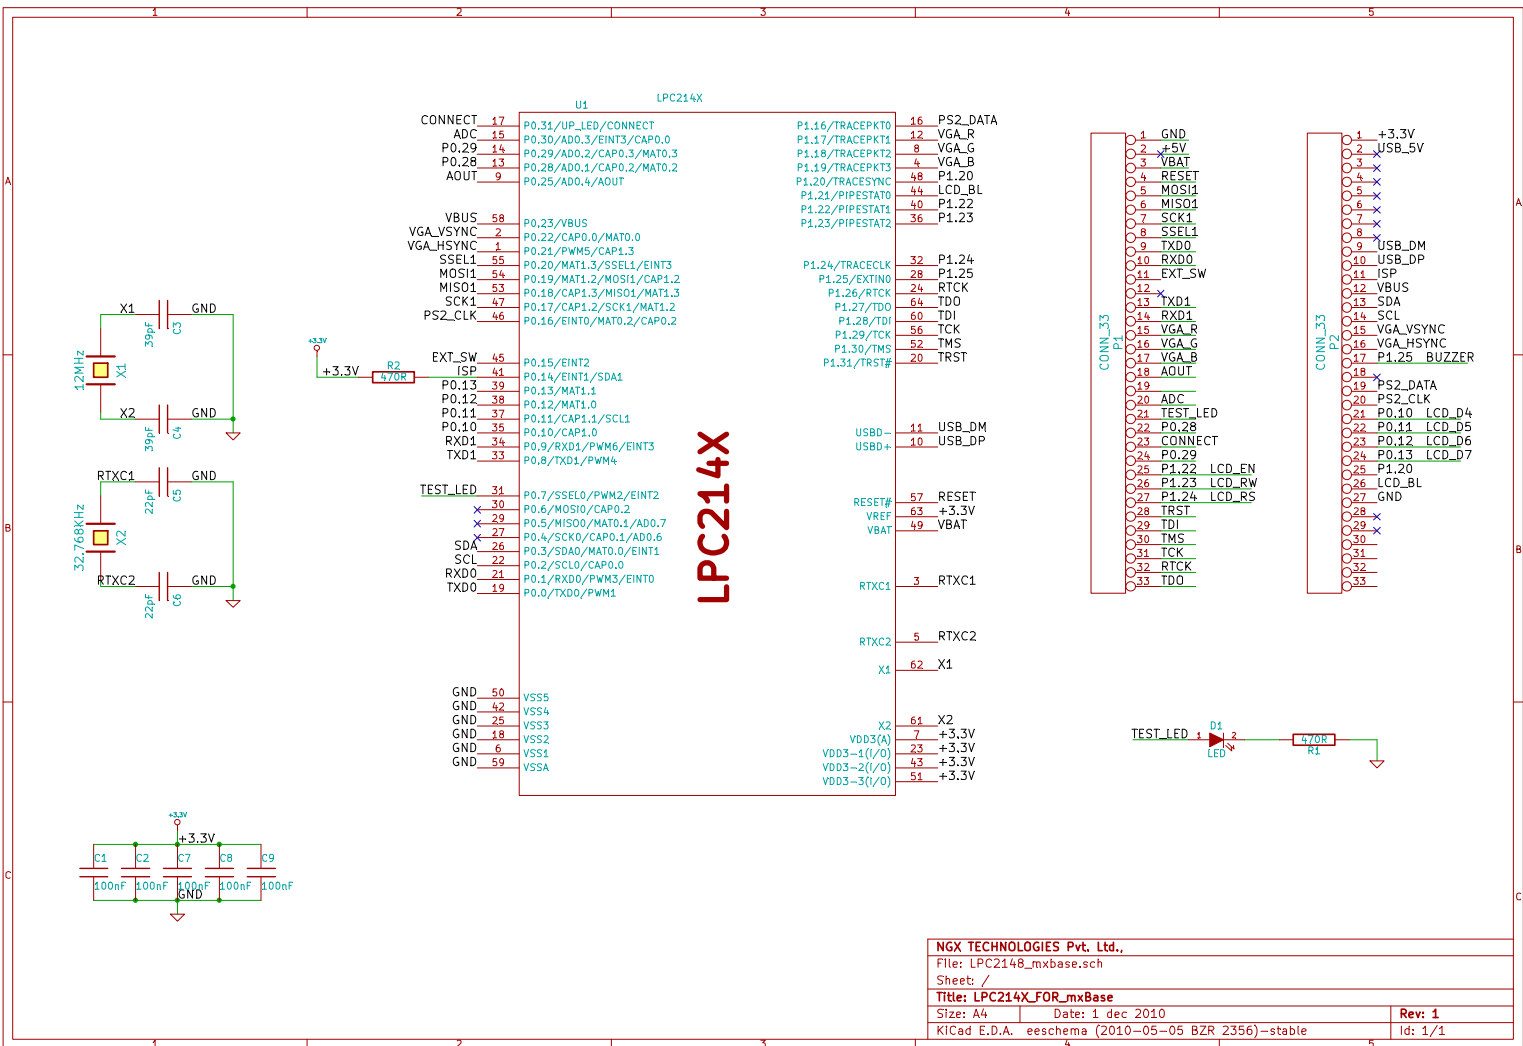 1 2 3 4 5
U1 LPC214X
CONNECT 17 P0.31/UP_LED/CONNECT
ADC 15 P0.30/AD0.3/EINT3/CAP0.0
P0.29 14 P0.29/AD0.2/CAP0.3/MAT0.3
P0.28 13 P0.28/AD0.1/CAP0.2/MAT0.2
AOUT 9 P0.25/AD0.4/AOUT
VBUS 58 P0.23/VBUS
VGA_VSYNC 2 P0.22/CAP0.0/MAT0.0
VGA_HSYNC 1 P0.21/PWM5/CAP1.3
SSEL1 55 P0.20/MAT1.3/SSEL1/EINT3
MOSI1 54 P0.19/MAT1.2/MOSI1/CAP1.2
MISO1 53 P0.18/CAP1.3/MISO1/MAT1.3
SCK1 47 P0.17/CAP1.2/SCK1/MAT1.2
PS2_CLK 46 P0.16/EINT0/MAT0.2/CAP0.2
EXT_SW 45 P0.15/EINT2
ISP 41 P0.14/EINT1/SDA1
P0.13 39 P0.13/MAT1.1
P0.12 38 P0.12/MAT1.0
P0.11 37 P0.11/CAP1.1/SCL1
P0.10 35 P0.10/CAP1.0
RXD1 34 P0.9/RXD1/PWM6/EINT3
TXD1 33 P0.8/TXD1/PWM4
TEST_LED 31 P0.7/SSEL0/PWM2/EINT2
30 P0.6/MOSI0/CAP0.2
29 P0.5/MISO0/MAT0.1/AD0.7
27 P0.4/SCK0/CAP0.1/AD0.6
SDA 26 P0.3/SDA0/MAT0.0/EINT1
SCL 22 P0.2/SCL0/CAP0.0
RXD0 21 P0.1/RXD0/PWM3/EINT0
TXD0 19 P0.0/TXD0/PWM1
GND 50 VSS5
GND 42 VSS4
GND 25 VSS3
GND 18 VSS2
GND 6 VSS1
GND 59 VSSA
LPC214X
P1.16/TRACEPKT0 16 PS2_DATA
P1.17/TRACEPKT1 12 VGA_R
P1.18/TRACEPKT2 8 VGA_G
P1.19/TRACEPKT3 4 VGA_B
P1.20/TRACESYNC 48 P1.20
P1.21/PIPESTAT0 44 LCD_BL
P1.22/PIPESTAT1 40 P1.22
P1.23/PIPESTAT2 36 P1.23
P1.24/TRACECLK 32 P1.24
P1.25/EXTIN0 28 P1.25
P1.26/RTCK 24 RTCK
P1.27/TDO 64 TDO
P1.28/TDI 60 TDI
P1.29/TCK 56 TCK
P1.30/TMS 52 TMS
P1.31/TRST# 20 TRST
USBD- 11 USB_DM
USBD+ 10 USB_DP
RESET# 57 RESET
VREF 63 +3.3V
VBAT 49 VBAT
RTXC1 3 RTXC1
RTXC2 5 RTXC2
X1 62 X1
X2 61 X2
VDD3(A) 7 +3.3V
VDD3-1(I/O) 23 +3.3V
VDD3-2(I/O) 43 +3.3V
VDD3-3(I/O) 51 +3.3V
X1 39pF C3 GND
12MHz X1
X2 39pF C4 GND
RTXC1 22pF C5 GND
32.768KHz X2
RTXC2 22pF C6 GND
+3.3V
+3.3V R2 470R
CONN_33 P1
1 GND
2 +5V
3 VBAT
4 RESET
5 MOSI1
6 MISO1
7 SCK1
8 SSEL1
9 TXD0
10 RXD0
11 EXT_SW
12
13 TXD1
14 RXD1
15 VGA_R
16 VGA_G
17 VGA_B
18 AOUT
19
20 ADC
21 TEST_LED
22 P0.28
23 CONNECT
24 P0.29
25 P1.22 LCD_EN
26 P1.23 LCD_RW
27 P1.24 LCD_RS
28 TRST
29 TDI
30 TMS
31 TCK
32 RTCK
33 TDO
CONN_33 P2
1 +3.3V
2 USB_5V
3
4
5
6
7
8
9 USB_DM
10 USB_DP
11 ISP
12 VBUS
13 SDA
14 SCL
15 VGA_VSYNC
16 VGA_HSYNC
17 P1.25 BUZZER
18
19 PS2_DATA
20 PS2_CLK
21 P0.10 LCD_D4
22 P0.11 LCD_D5
23 P0.12 LCD_D6
24 P0.13 LCD_D7
25 P1.20
26 LCD_BL
27 GND
28
29
30
31
32
33
TEST_LED 1 D1 2 470R
LED R1
+3.3V
+3.3V
C1 C2 C7 C8 C9
100nF 100nF 100nF 100nF 100nF
GND
A A
B B
C C
NGX TECHNOLOGIES Pvt. Ltd.,
File: LPC2148_mxbase.sch
Sheet: /
Title: LPC214X_FOR_mxBase
Size: A4 Date: 1 dec 2010 Rev: 1
KiCad E.D.A. eeschema (2010-05-05 BZR 2356)-stable Id: 1/1
1 2 3 4 5